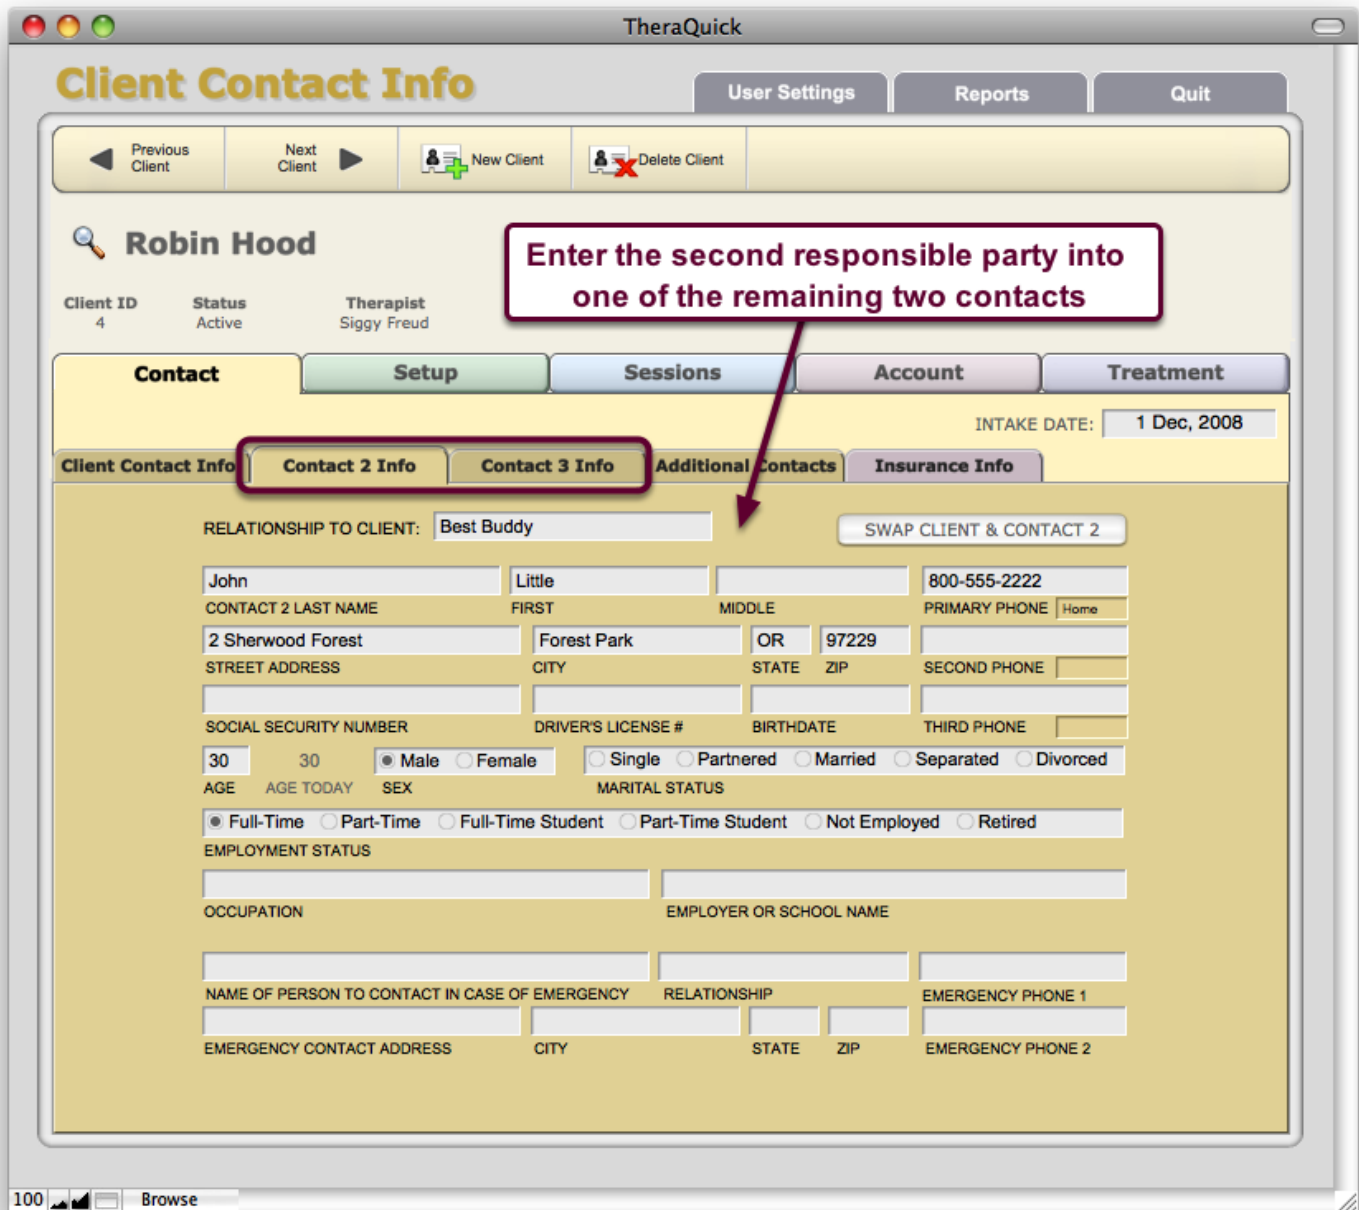 TheraQuick
Client Contact Info
User Settings
Reports
Quit
Previous
Client
Next
Client
New Client
Delete Client
Robin Hood
Enter the second responsible party into
one of the remaining two contacts
Client ID
Status
Therapist
4
Active
Siggy Freud
Contact
Setup
Sessions
Account
Treatment
INTAKE DATE: 1 Dec, 2008
Client Contact Info
Contact 2 Info
Contact 3 Info
Additional Contacts
Insurance Info
RELATIONSHIP TO CLIENT: Best Buddy
SWAP CLIENT & CONTACT 2
John Little 800-555-2222
CONTACT 2 LAST NAME FIRST MIDDLE PRIMARY PHONE Home
2 Sherwood Forest Forest Park OR 97229
STREET ADDRESS CITY STATE ZIP SECOND PHONE
SOCIAL SECURITY NUMBER DRIVER'S LICENSE # BIRTHDATE THIRD PHONE
30 30 Male Female Single Partnered Married Separated Divorced
AGE AGE TODAY SEX MARITAL STATUS
Full-Time Part-Time Full-Time Student Part-Time Student Not Employed Retired
EMPLOYMENT STATUS
OCCUPATION EMPLOYER OR SCHOOL NAME
NAME OF PERSON TO CONTACT IN CASE OF EMERGENCY RELATIONSHIP EMERGENCY PHONE 1
EMERGENCY CONTACT ADDRESS CITY STATE ZIP EMERGENCY PHONE 2
100 Browse